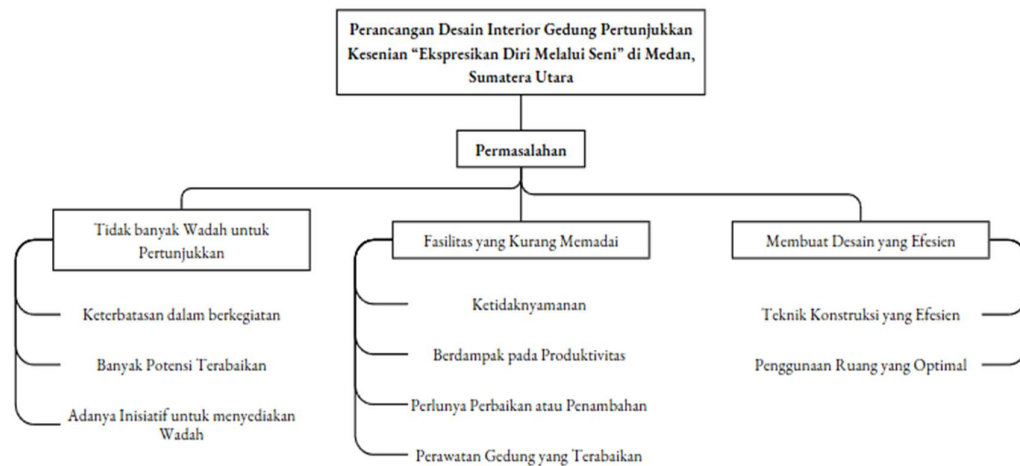 Perancangan Desain Interior Gedung Pertunjukkan
Kesenian “Ekspresikan Diri Melalui Seni” di Medan,
Sumatera Utara
Permasalahan
Tidak banyak Wadah untuk
Pertunjukkan
Keterbatasan dalam berkegiatan
Banyak Potensi Terabaikan
Adanya Inisiatif untuk menyediakan
Wadah
Fasilitas yang Kurang Memadai
Ketidaknyamanan
Berdampak pada Produktivitas
Perlunya Perbaikan atau Penambahan
Perawatan Gedung yang Terabaikan
Membuat Desain yang Efesien
Teknik Konstruksi yang Efesien
Penggunaan Ruang yang Optimal